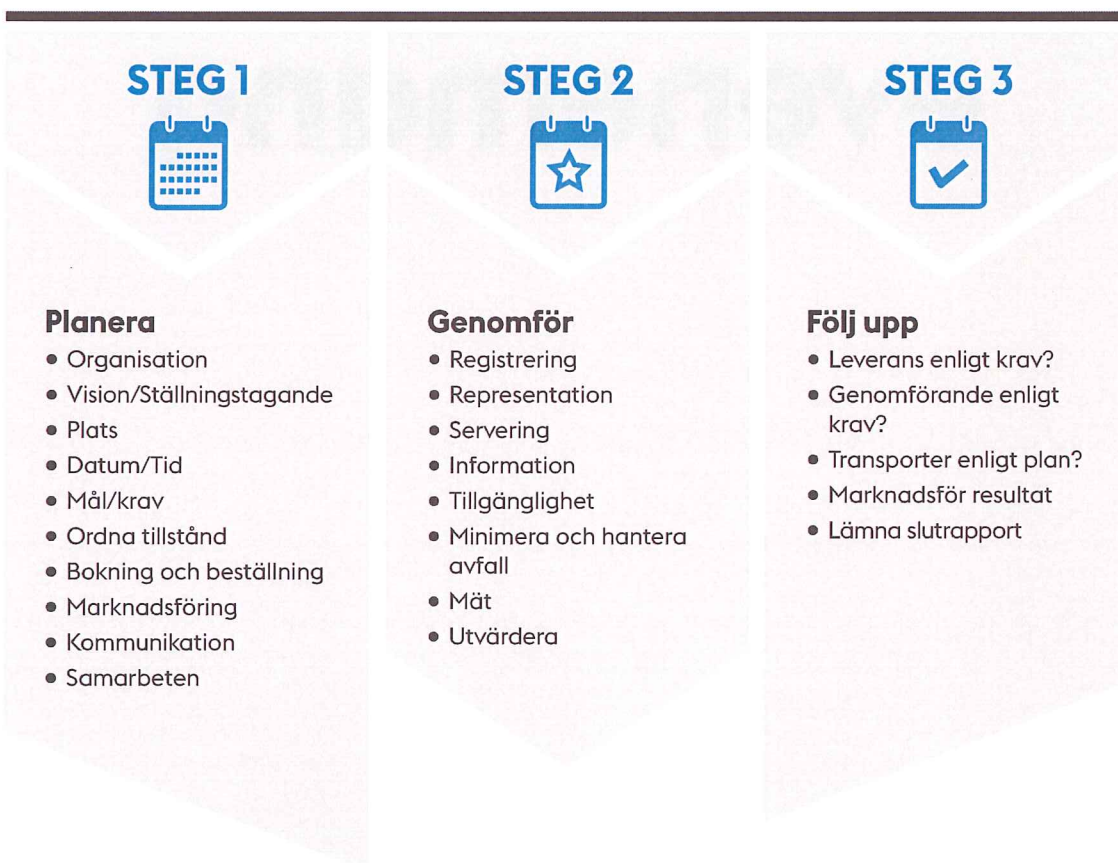 STEG 1
Planera
• Organisation
• Vision/Ställningstagande
• Plats
• Datum/Tid
• Mål/krav
• Ordna tillstånd
• Bokning och beställning
• Marknadsföring
• Kommunikation
• Samarbeten
STEG 2
Genomför
• Registrering
• Representation
• Servering
• Information
• Tillgänglighet
• Minimera och hantera
avfall
• Mät
• Utvärdera
STEG 3
Följ upp
• Leverans enligt krav?
• Genomförande enligt
krav?
• Transporter enligt plan?
• Marknadsför resultat
• Lämna slutrapport